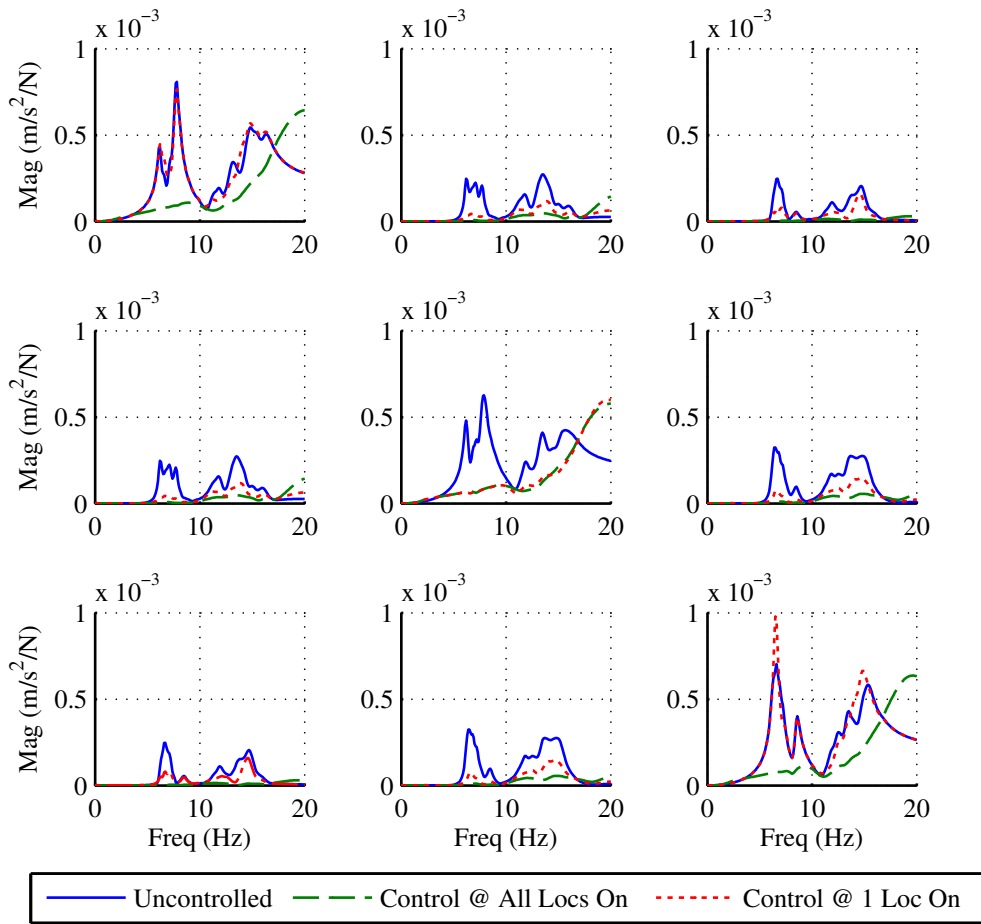 x 10^-3 x 10^-3 x 10^-3
1 1 1
0.5 0.5 0.5
0 0 0
0 10 20 0 10 20 0 10 20
Mag (m/s^2/N)
x 10^-3 x 10^-3 x 10^-3
1 1 1
0.5 0.5 0.5
0 0 0
0 10 20 0 10 20 0 10 20
Mag (m/s^2/N)
x 10^-3 x 10^-3 x 10^-3
1 1 1
0.5 0.5 0.5
0 0 0
0 10 20 0 10 20 0 10 20
Mag (m/s^2/N)
Freq (Hz) Freq (Hz) Freq (Hz)
Uncontrolled Control @ All Locs On Control @ 1 Loc On